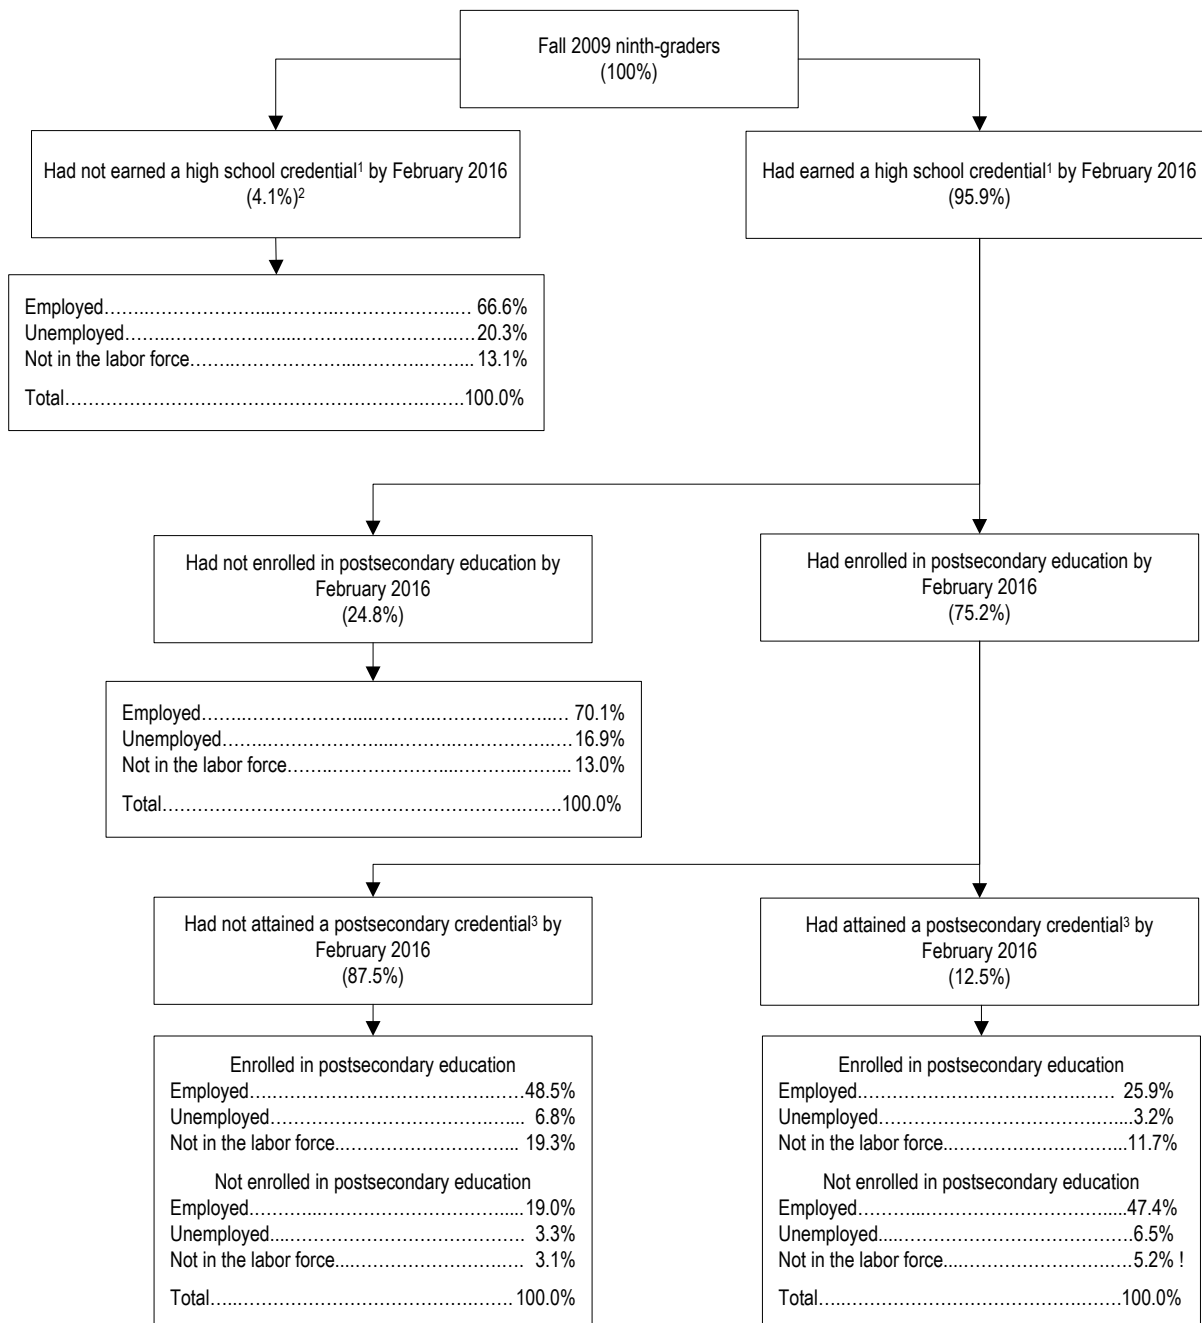 Fall 2009 ninth-graders
(100%)
Had not earned a high school credential¹ by February 2016
(4.1%)²
Had earned a high school credential¹ by February 2016
(95.9%)
Employed……..………………....………..………………..… 66.6%
Unemployed……..………………....………..………………..…20.3%
Not in the labor force……..…………………...………..……... 13.1%
Total…………………………………………………………….…….100.0%
Had not enrolled in postsecondary education by
February 2016
(24.8%)
Had enrolled in postsecondary education by
February 2016
(75.2%)
Employed……..………………....………..………………..… 70.1%
Unemployed……..………………....………..………………..…16.9%
Not in the labor force……..…………………...………..…... 13.0%
Total…………………………………………………………….…….100.0%
Had not attained a postsecondary credential³ by
February 2016
(87.5%)
Had attained a postsecondary credential³ by
February 2016
(12.5%)
Enrolled in postsecondary education
Employed….………………………………….……48.5%
Unemployed……………………………….…... 6.8%
Not in the labor force...…………………….…... 19.3%
Not enrolled in postsecondary education
Employed………...………………………….....19.0%
Unemployed....……………………………….… 3.3%
Not in the labor force....…………………….…. 3.1%
Total…..………………………………….……. 100.0%
Enrolled in postsecondary education
Employed….………………………………….…… 25.9%
Unemployed……………………………….…....3.2%
Not in the labor force...…………………….…...11.7%
Not enrolled in postsecondary education
Employed………...………………………….....47.4%
Unemployed....……………………………….…6.5%
Not in the labor force....…………………….….5.2% !
Total…..………………………………….…….100.0%